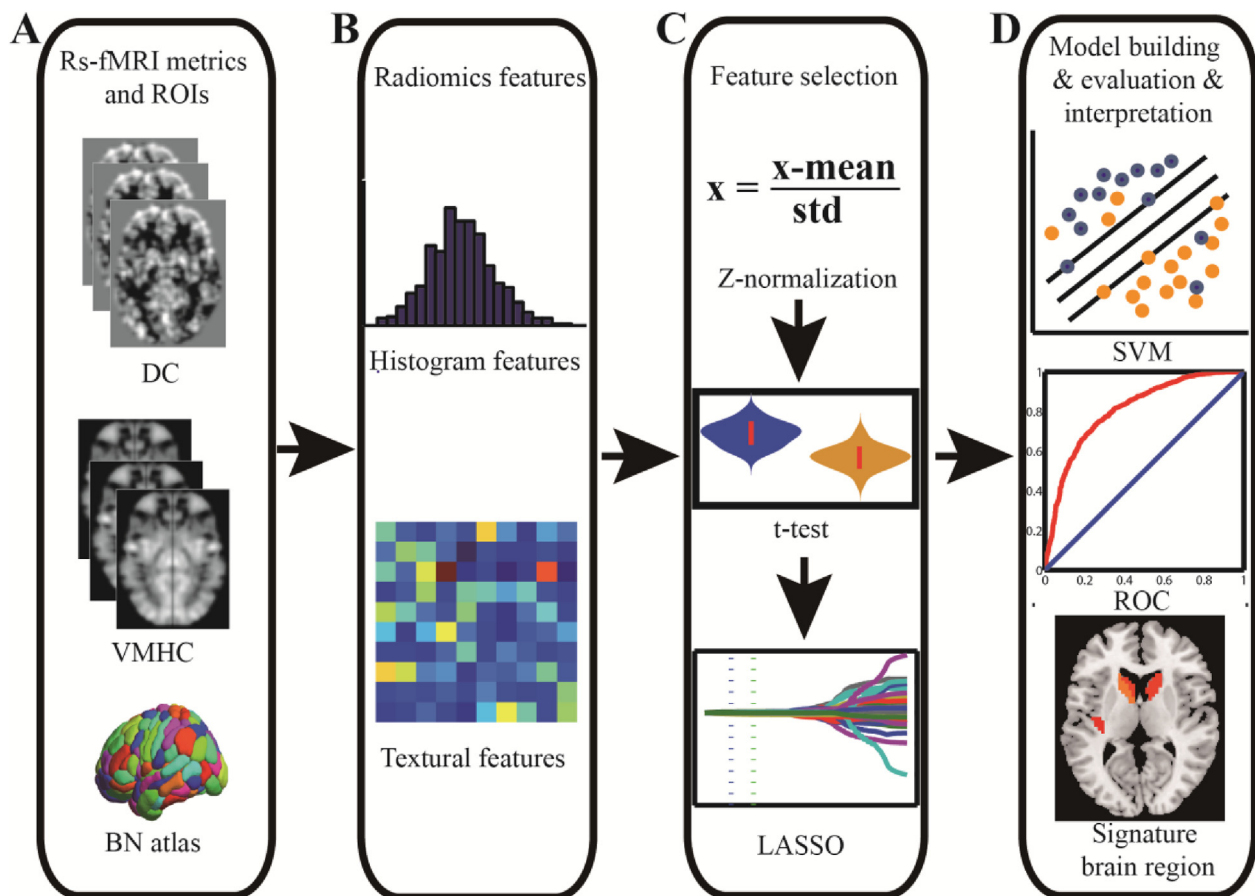 A
Rs-fMRI metrics
and ROIs
DC
VMHC
BN atlas
B
Radiomics features
Histogram features
Textural features
C
Feature selection
x = x-mean
std
Z-normalization
t-test
LASSO
D
Model building
& evaluation &
interpretation
SVM
1
0.8
0.6
0.4
0.2
0
0 0.2 0.4 0.6 0.8 1
ROC
Signature
brain region